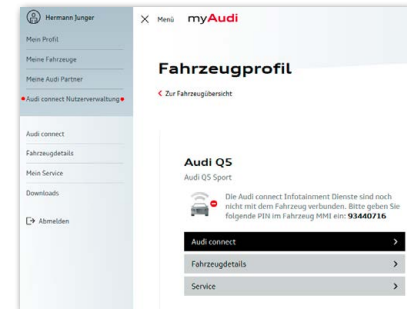 Hermann Junger
Mein Profil
Meine Fahrzeuge
Meine Audi Partner
Audi connect Nutzerverwaltung
Audi connect
Fahrzeugdetails
Mein Service
Downloads
Abmelden
Menü
myAudi
Fahrzeugprofil
Zur Fahrzeugübersicht
Audi Q5
Audi Q5 Sport
Die Audi connect Infotainment Dienste sind noch
nicht mit dem Fahrzeug verbunden. Bitte geben Sie
folgende PIN im Fahrzeug MMI ein: 93440716
Audi connect
Fahrzeugdetails
Service